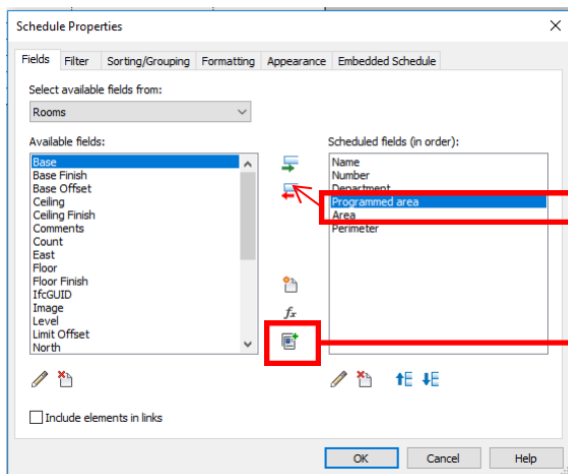 Schedule Properties
Fields Filter Sorting/Grouping Formatting Appearance Embedded Schedule
Select available fields from:
Rooms
Available fields:
Base
Base Finish
Base Offset
Ceiling
Ceiling Finish
Comments
Count
East
Floor
Floor Finish
IfcGUID
Image
Level
Limit Offset
North
fx
Scheduled fields (in order):
Name
Number
Department
Programmed area
Area
Perimeter
Include elements in links
OK Cancel Help